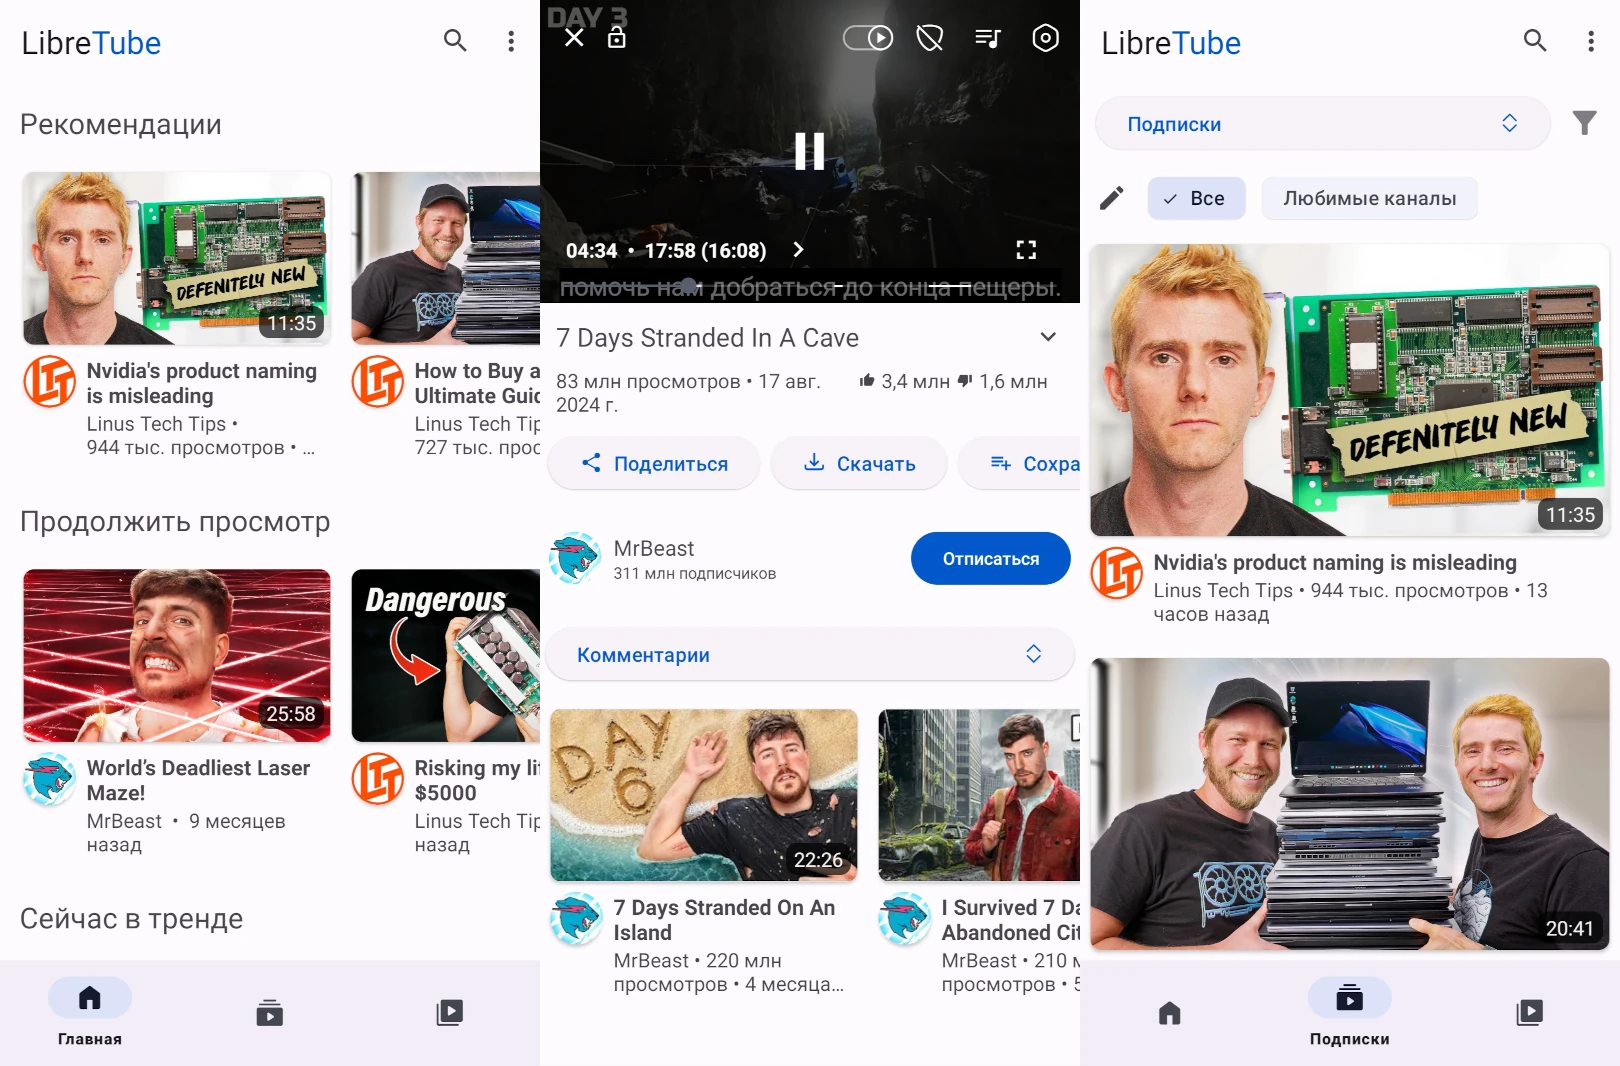 LibreTube
Рекомендации
DEFENITELY NEW
11:35
Nvidia's product naming
is misleading
Linus Tech Tips •
944 тыс. просмотров • ...
How to Buy a
Ultimate Guid
Linus Tech Tip
727 тыс. прос
Продолжить просмотр
25:58
World’s Deadliest Laser
Maze!
MrBeast • 9 месяцев
назад
Dangerous
Risking my li
$5000
Linus Tech Tip
назад
Сейчас в тренде
Главная
DAY 3
04:34 • 17:58 (16:08)
помочь нам добраться до конца пещеры.
7 Days Stranded In A Cave
83 млн просмотров • 17 авг.
2024 г.
3,4 млн 1,6 млн
Поделиться
Скачать
Сохра
MrBeast
311 млн подписчиков
Отписаться
Комментарии
DAY
6
22:26
7 Days Stranded On An
Island
MrBeast • 220 млн
просмотров • 4 месяца...
I Survived 7 Da
Abandoned Cit
MrBeast • 210 м
просмотров • 5
LibreTube
Подписки
Все
Любимые каналы
DEFENITELY NEW
11:35
Nvidia's product naming is misleading
Linus Tech Tips • 944 тыс. просмотров • 13
часов назад
20:41
Подписки